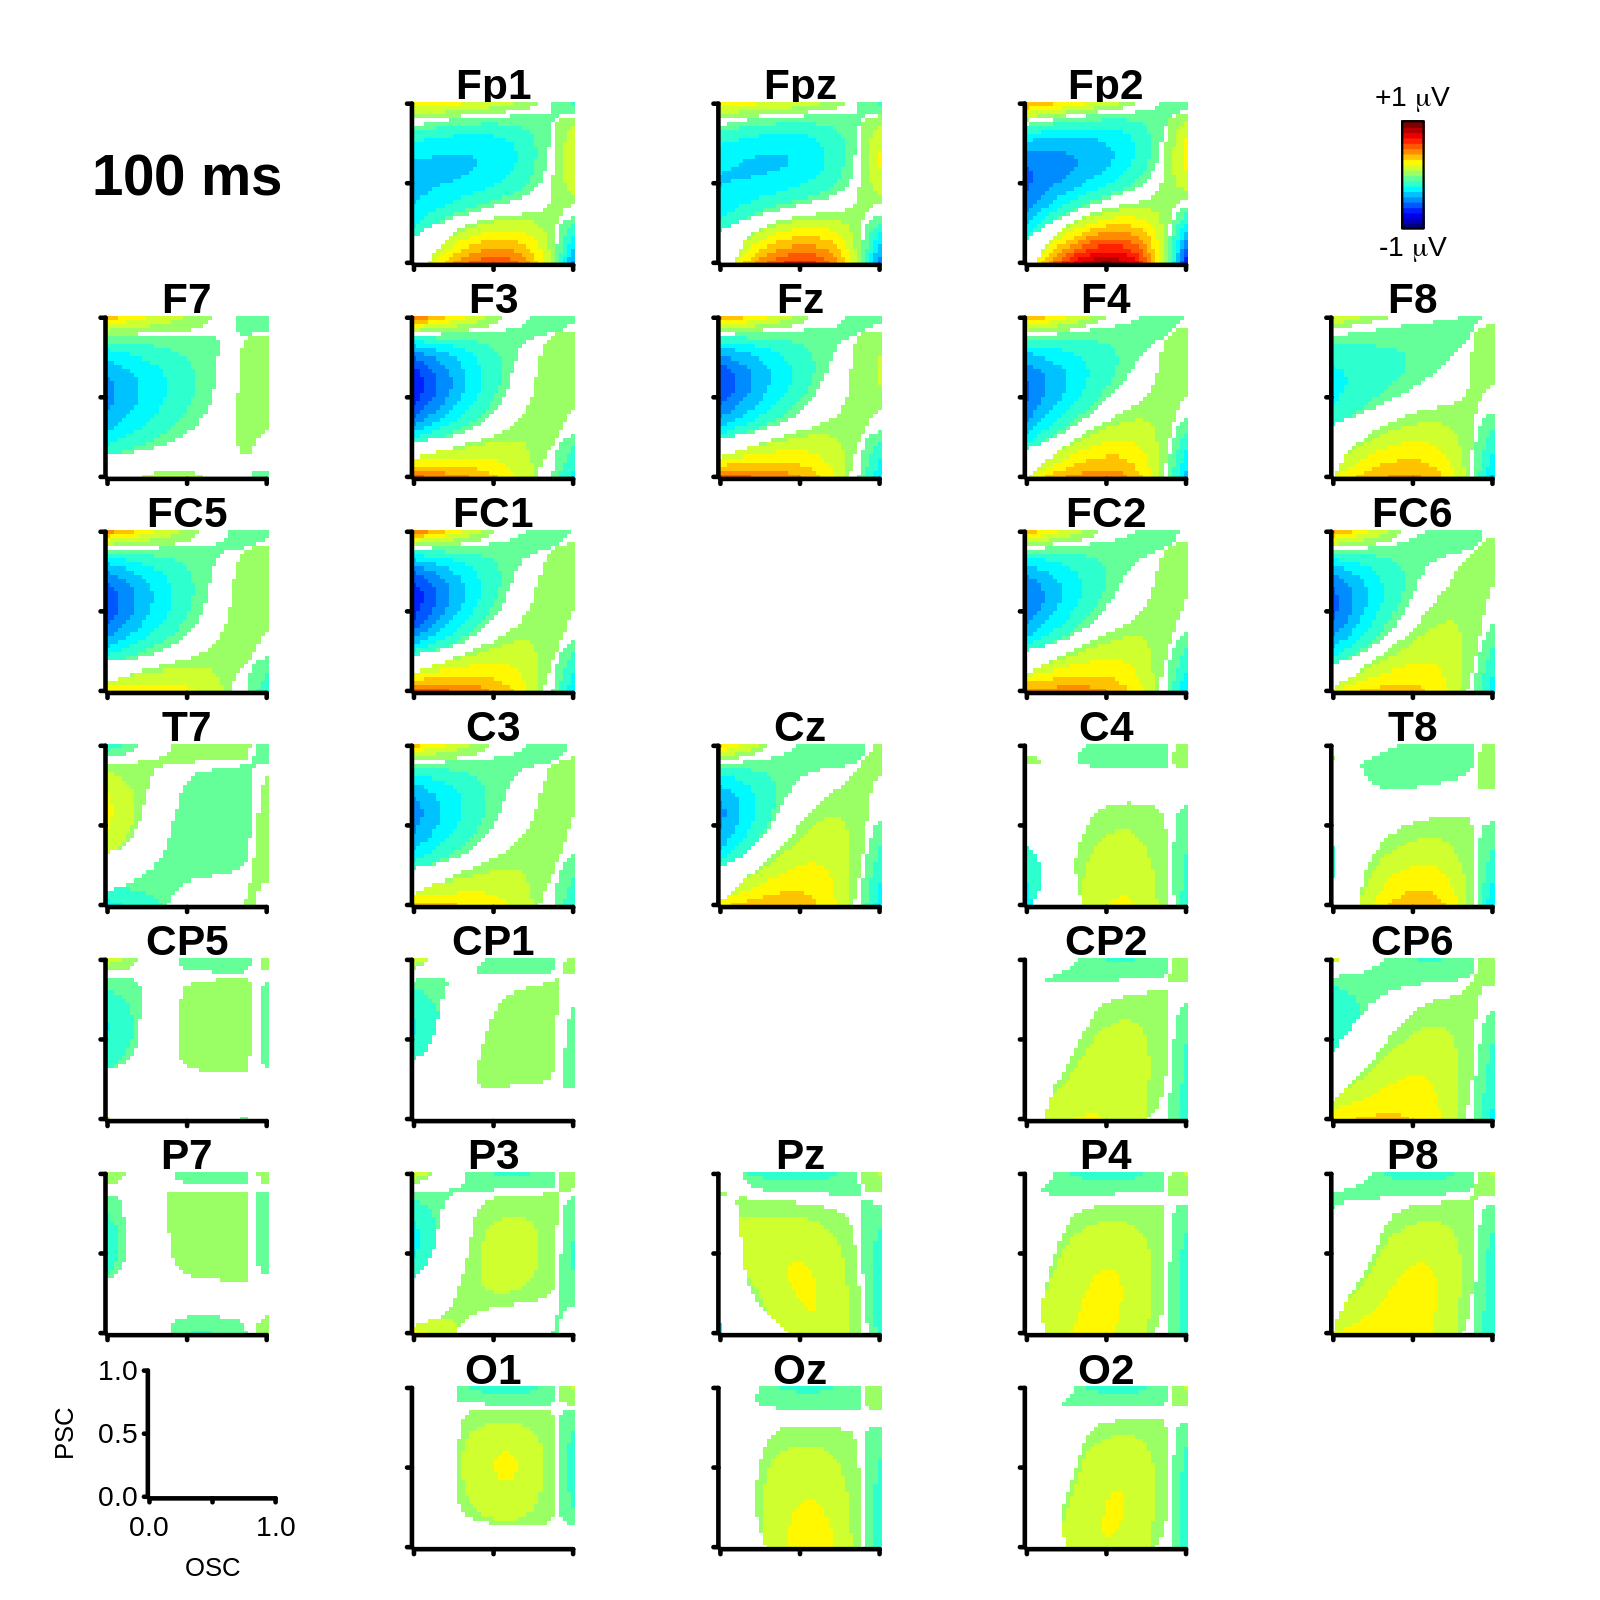 Fp1 Fpz Fp2
+1 µV
100 ms
-1 µV
F7 F3 Fz F4 F8
FC5 FC1 FC2 FC6
T7 C3 Cz C4 T8
CP5 CP1 CP2 CP6
P7 P3 Pz P4 P8
O1 Oz O2
1.0
PSC
0.5
0.0
0.0 1.0
OSC